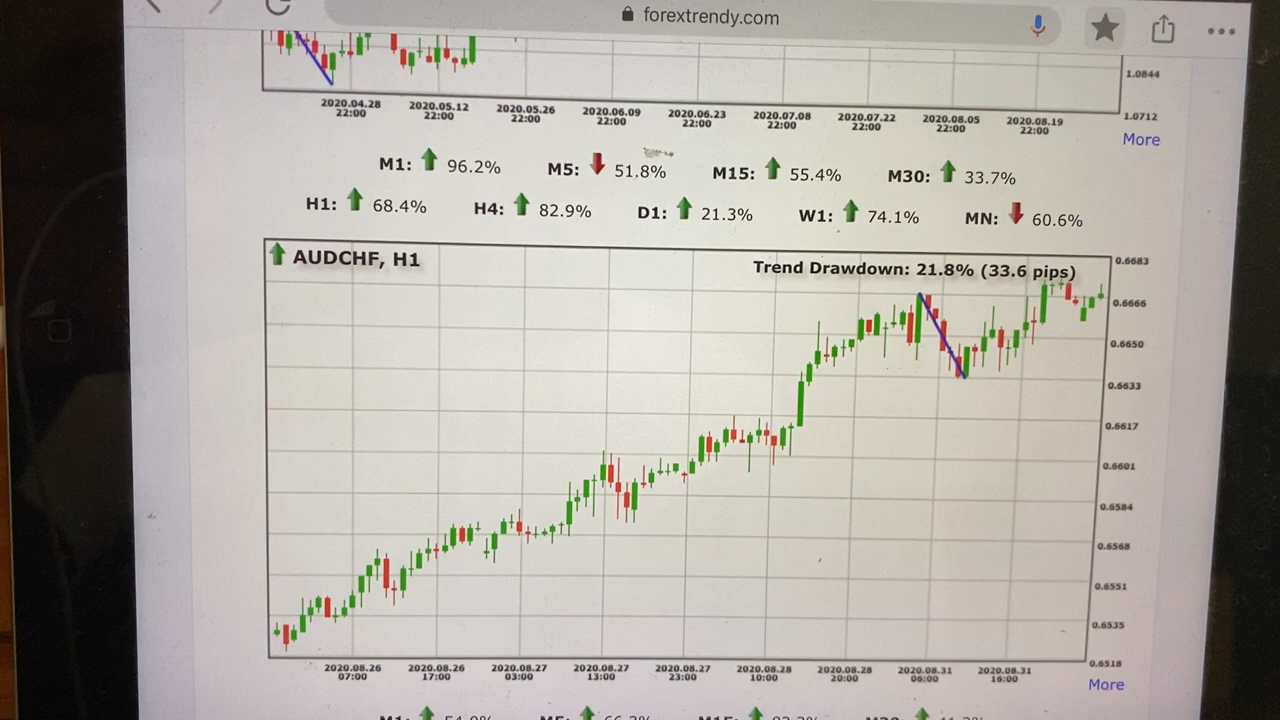 forextrendy.com
1.0844
1.0712
2020.04.28 2020.05.12 2020.05.26 2020.06.09 2020.06.23 2020.07.08 2020.07.22 2020.08.05 2020.08.19
22:00 22:00 22:00 22:00 22:00 22:00 22:00 22:00 22:00
More
M1: 96.2% M5: 51.8% M15: 55.4% M30: 33.7%
H1: 68.4% H4: 82.9% D1: 21.3% W1: 74.1% MN: 60.6%
AUDCHF, H1
Trend Drawdown: 21.8% (33.6 pips)
0.6683
0.6666
0.6650
0.6633
0.6617
0.6601
0.6584
0.6568
0.6551
0.6535
0.6518
2020.08.26 2020.08.26 2020.08.27 2020.08.27 2020.08.27 2020.08.28 2020.08.28 2020.08.31 2020.08.31
07:00 17:00 03:00 13:00 23:00 10:00 20:00 06:00 16:00
More